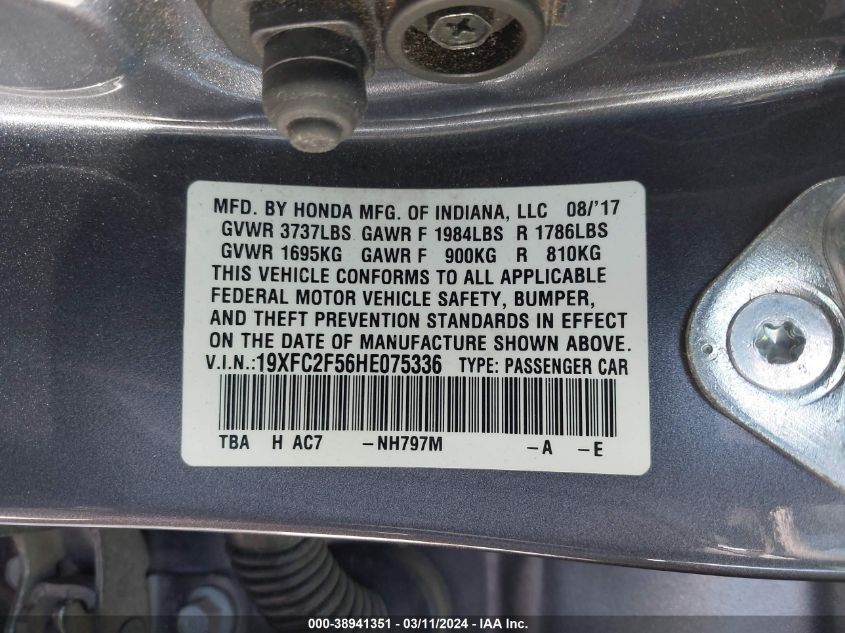 MFD. BY HONDA MFG. OF INDIANA, LLC 08/'17
GVWR 3737LBS GAWR F 1984LBS R 1786LBS
GVWR 1695KG GAWR F 900KG R 810KG
THIS VEHICLE CONFORMS TO ALL APPLICABLE
FEDERAL MOTOR VEHICLE SAFETY, BUMPER,
AND THEFT PREVENTION STANDARDS IN EFFECT
ON THE DATE OF MANUFACTURE SHOWN ABOVE.
V.I.N.:19XFC2F56HE075336 TYPE: PASSENGER CAR
TBA H AC7 -NH797M -A -E
000-38941351 - 03/11/2024 - IAA Inc.